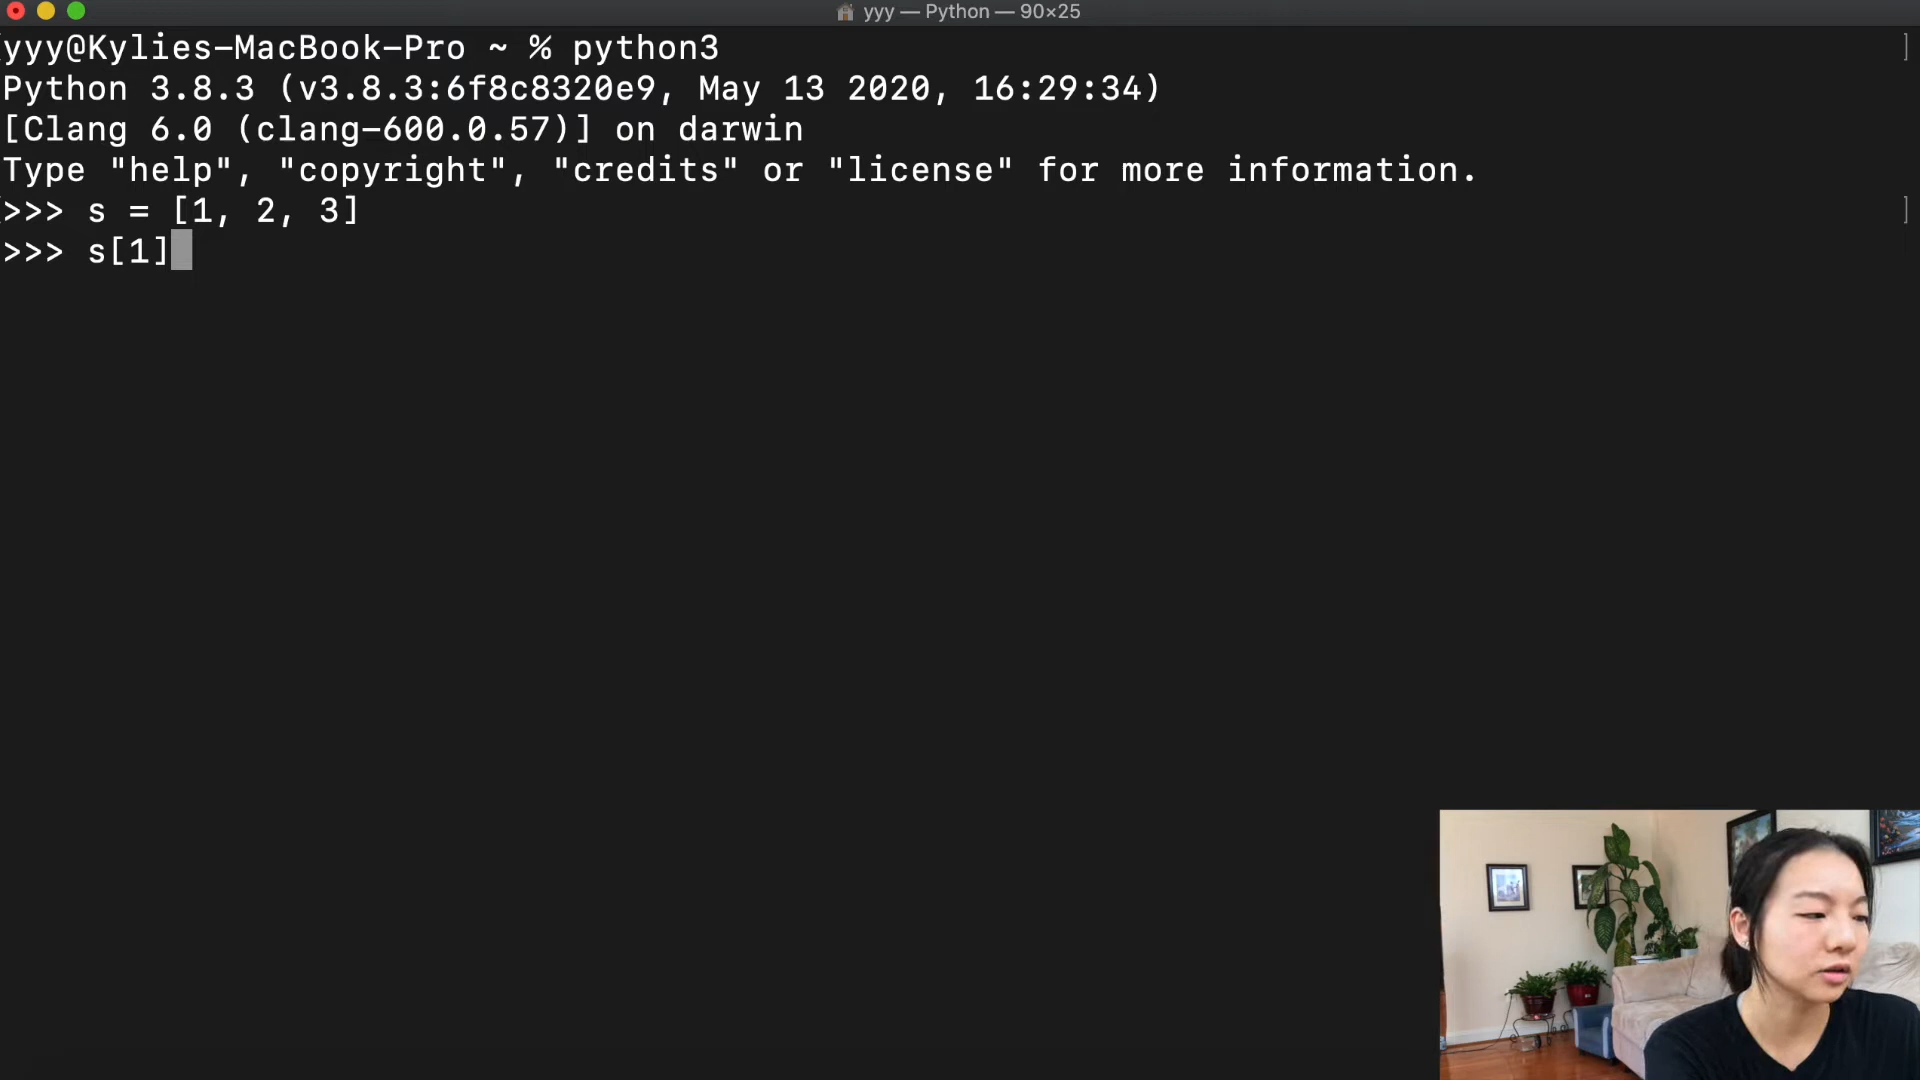 yyy — Python — 90×25
yyy@Kylies-MacBook-Pro ~ % python3
Python 3.8.3 (v3.8.3:6f8c8320e9, May 13 2020, 16:29:34)
[Clang 6.0 (clang-600.0.57)] on darwin
Type "help", "copyright", "credits" or "license" for more information.
>>> s = [1, 2, 3]
>>> s[1]